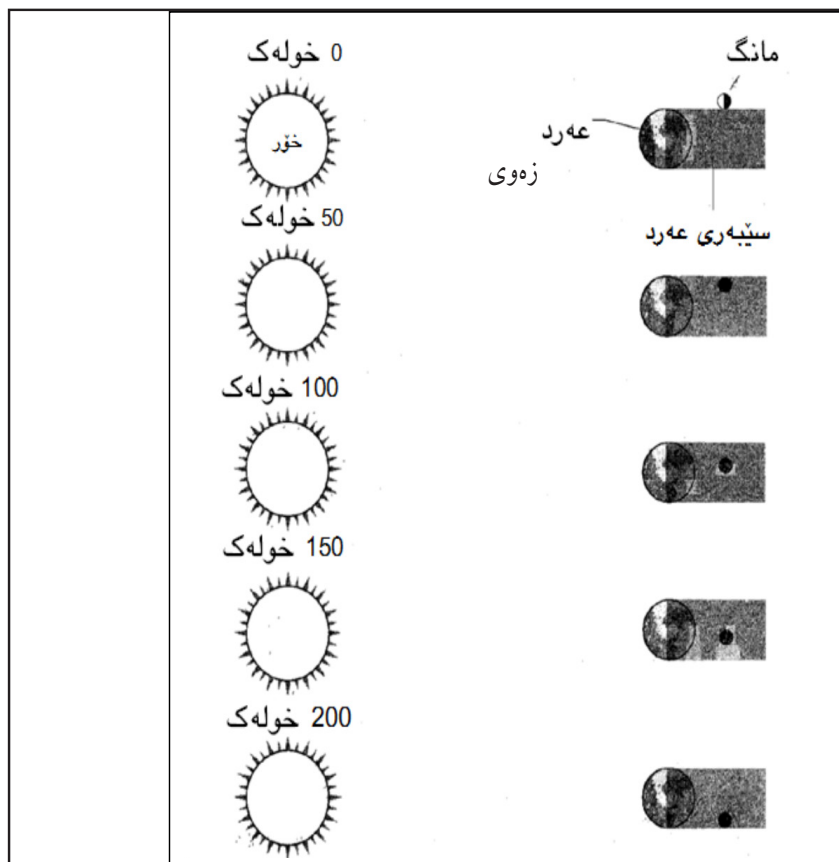 0 خولەک
مانگ
خۆر
عەرد
زەوی
سێبەری عەرد
50 خولەک
100 خولەک
150 خولەک
200 خولەک